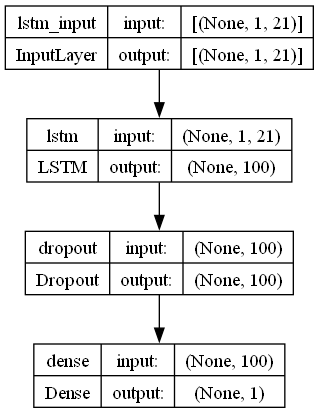 lstm_input input: [(None, 1, 21)]
InputLayer output: [(None, 1, 21)]
lstm input: (None, 1, 21)
LSTM output: (None, 100)
dropout input: (None, 100)
Dropout output: (None, 100)
dense input: (None, 100)
Dense output: (None, 1)